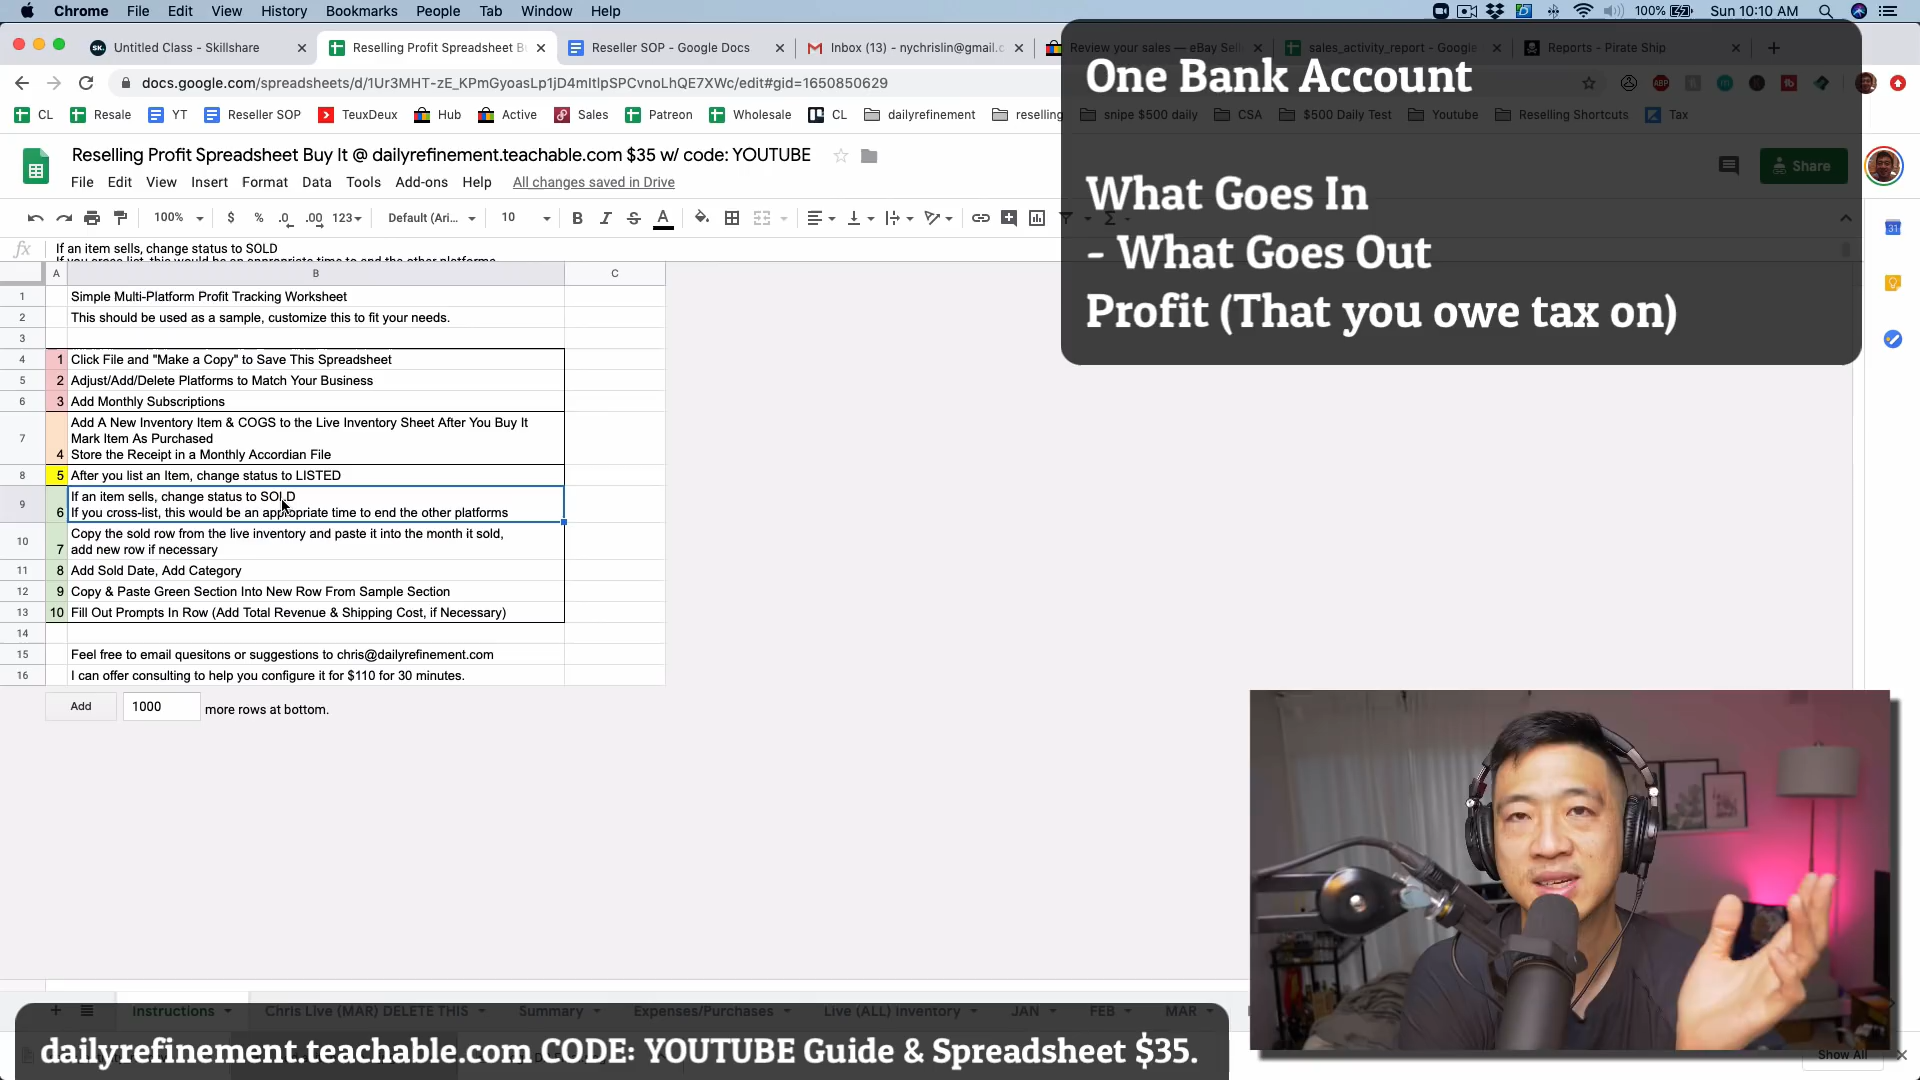 Chrome File Edit View History Bookmarks People Tab Window Help 100% Sun 10:10 AM
Untitled Class - Skillshare Reselling Profit Spreadsheet B Reseller SOP - Google Docs Inbox (13) - nychrislin@gmail.c Review your sales — eBay Sell sales_activity_report - Google Reports - Pirate Ship
docs.google.com/spreadsheets/d/1Ur3MHT-zE_KPmGyoasLp1jD4mItIpSPCvnoLhQE7XWc/edit#gid=1650850629
CL Resale YT Reseller SOP TeuxDeux Hub Active Sales Patreon Wholesale CL dailyrefinement reselling snipe $500 daily CSA $500 Daily Test Youtube Reselling Shortcuts Tax
One Bank Account
What Goes In
- What Goes Out
Profit (That you owe tax on)
Reselling Profit Spreadsheet Buy It @ dailyrefinement.teachable.com $35 w/ code: YOUTUBE
Share
File Edit View Insert Format Data Tools Add-ons Help All changes saved in Drive
100% $ % .0 .00 123 Default (Ari... 10 B I S A
fx If an item sells, change status to SOLD
If you cross-list, this would be an appropriate time to end the other platforms
A B C
1 Simple Multi-Platform Profit Tracking Worksheet
2 This should be used as a sample, customize this to fit your needs.
3
4 1 Click File and "Make a Copy" to Save This Spreadsheet
5 2 Adjust/Add/Delete Platforms to Match Your Business
6 3 Add Monthly Subscriptions
Add A New Inventory Item & COGS to the Live Inventory Sheet After You Buy It
7 Mark Item As Purchased
4 Store the Receipt in a Monthly Accordian File
8 5 After you list an Item, change status to LISTED
9 If an item sells, change status to SOLD
6 If you cross-list, this would be an appropriate time to end the other platforms
10 Copy the sold row from the live inventory and paste it into the month it sold,
7 add new row if necessary
11 8 Add Sold Date, Add Category
12 9 Copy & Paste Green Section Into New Row From Sample Section
13 10 Fill Out Prompts In Row (Add Total Revenue & Shipping Cost, if Necessary)
14
15 Feel free to email quesitons or suggestions to chris@dailyrefinement.com
16 I can offer consulting to help you configure it for $110 for 30 minutes.
Add 1000 more rows at bottom.
Instructions Chris Live (MAR) DELETE THIS Summary Expenses/Purchases Live (ALL) Inventory JAN FEB MAR
dailyrefinement.teachable.com CODE: YOUTUBE Guide & Spreadsheet $35.
Show All